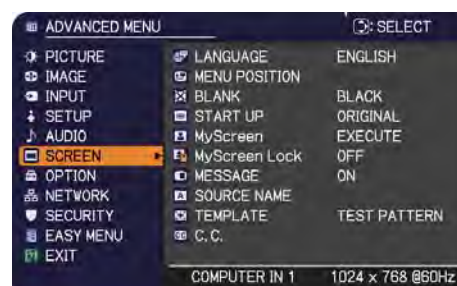 ADVANCED MENU : SELECT
PICTURE LANGUAGE ENGLISH
IMAGE MENU POSITION
INPUT BLANK BLACK
SETUP START UP ORIGINAL
AUDIO MyScreen EXECUTE
SCREEN MyScreen Lock OFF
OPTION MESSAGE ON
NETWORK SOURCE NAME
SECURITY TEMPLATE TEST PATTERN
EASY MENU C.C.
EXIT
COMPUTER IN 1 1024 x 768 @60Hz